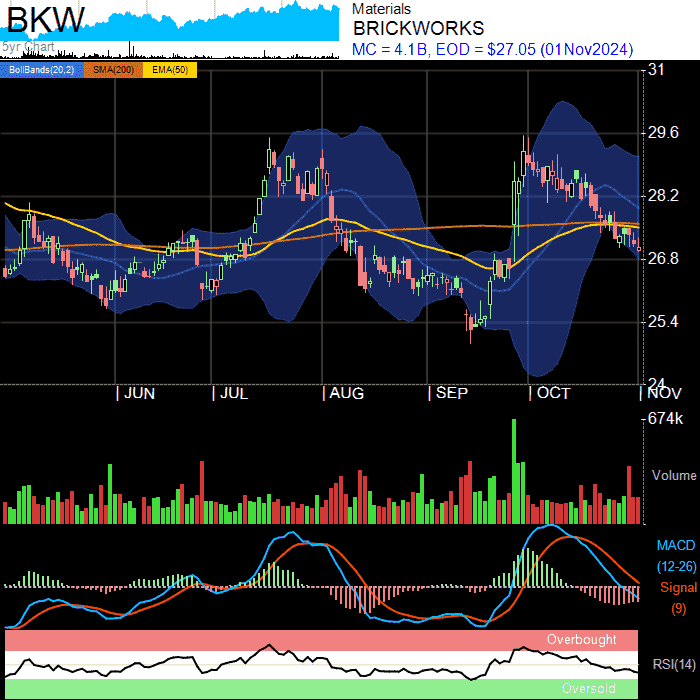 BKW
5yr Chart
Materials
BRICKWORKS
MC = 4.1B, EOD = $27.05 (01Nov2024)
BollBands(20,2) SMA(200) EMA(50)
31
29.6
28.2
26.8
25.4
24
JUN JUL AUG SEP OCT NOV
674k
Volume
MACD
(12-26)
Signal
(9)
Overbought
RSI(14)
Oversold